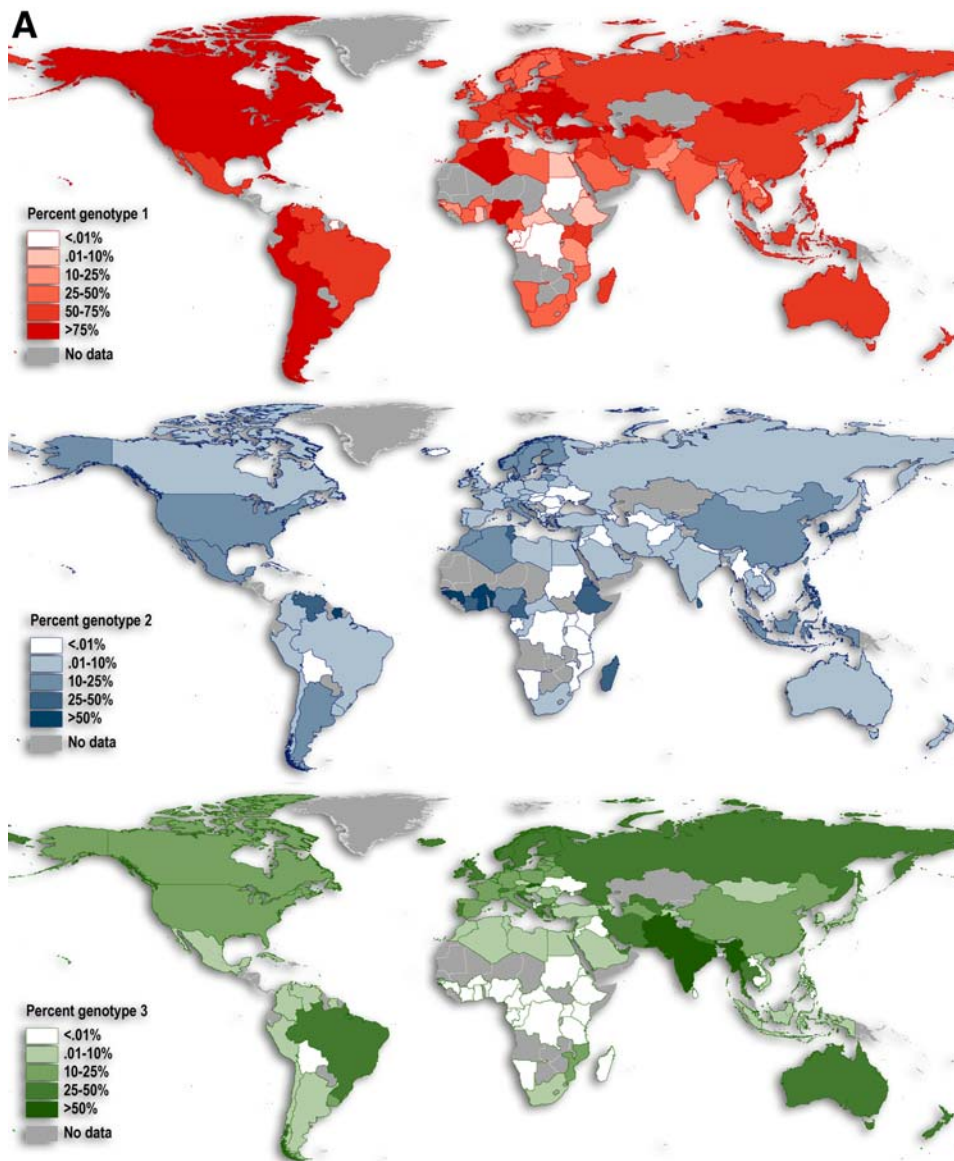 A
Percent genotype 1
<.01%
.01-10%
10-25%
25-50%
50-75%
>75%
No data
Percent genotype 2
<.01%
.01-10%
10-25%
25-50%
>50%
No data
Percent genotype 3
<.01%
.01-10%
10-25%
25-50%
>50%
No data